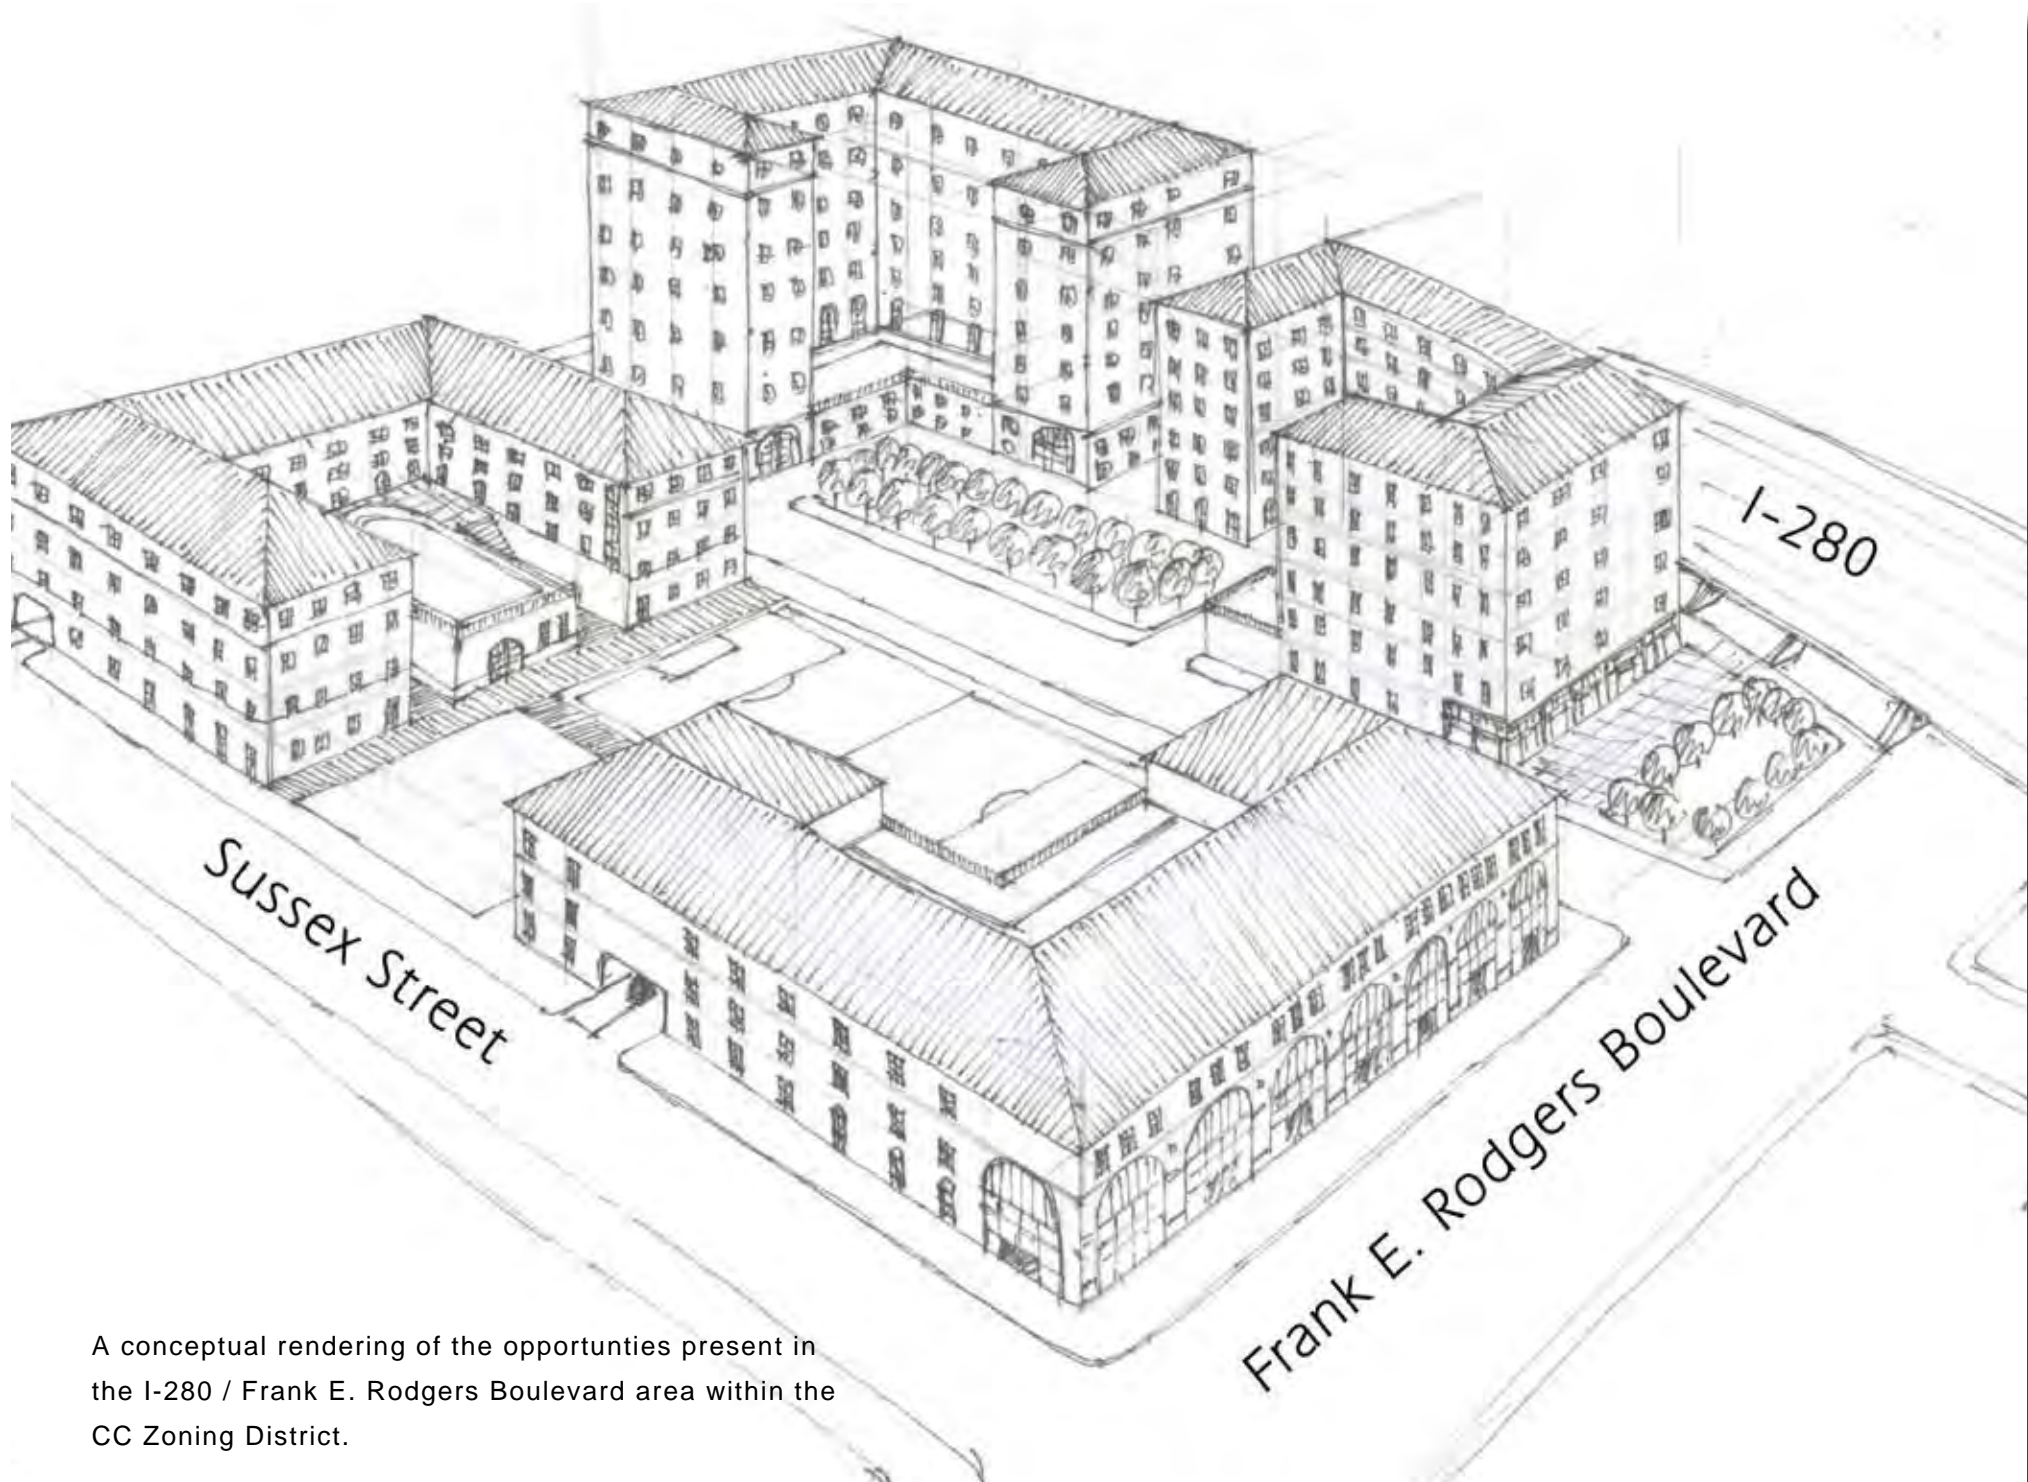 I-280
Sussex Street
Frank E. Rodgers Boulevard
A conceptual rendering of the opportunties present in
the I-280 / Frank E. Rodgers Boulevard area within the
CC Zoning District.